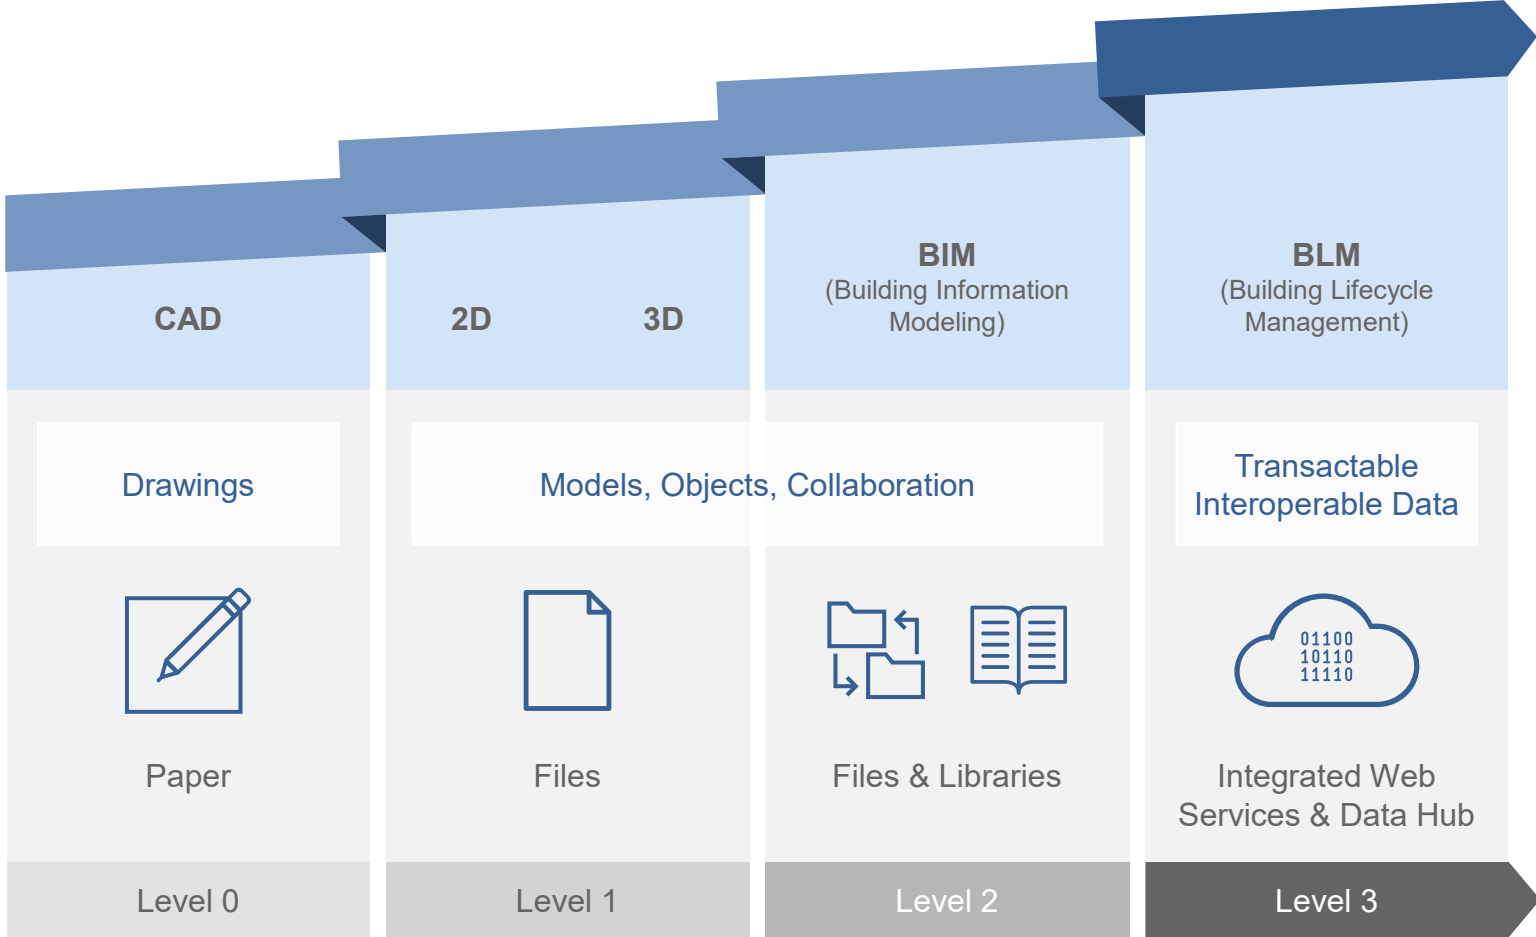 CAD
2D 3D
BIM
(Building Information
Modeling)
BLM
(Building Lifecycle
Management)
Drawings
Models, Objects, Collaboration
Transactable
Interoperable Data
01100
10110
11110
Paper
Files
Files & Libraries
Integrated Web
Services & Data Hub
Level 0
Level 1
Level 2
Level 3